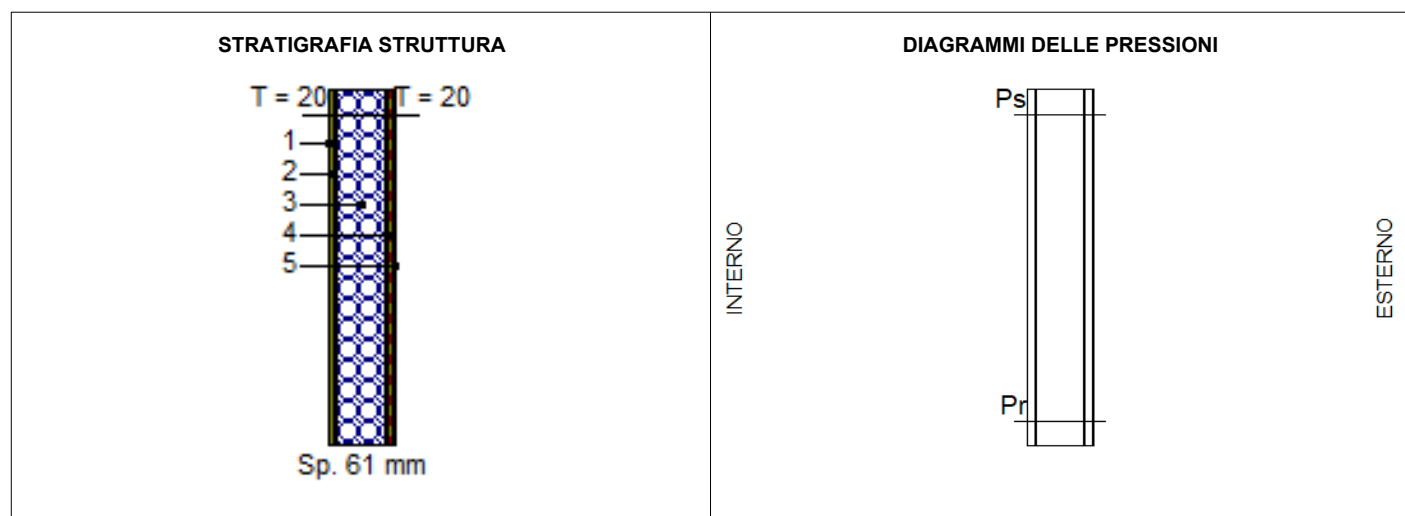 STRATIGRAFIA STRUTTURA
T = 20 T = 20
1
2
3
4
5
Sp. 61 mm
DIAGRAMMI DELLE PRESSIONI
Ps
Pr
INTERNO
ESTERNO